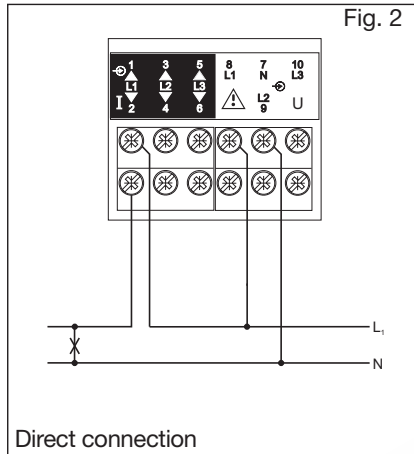 Fig. 2
1 3 5 8 7 10
L1 N L3
L1 L2 L3
I L2 U
2 4 6 9
L1
N
Direct connection